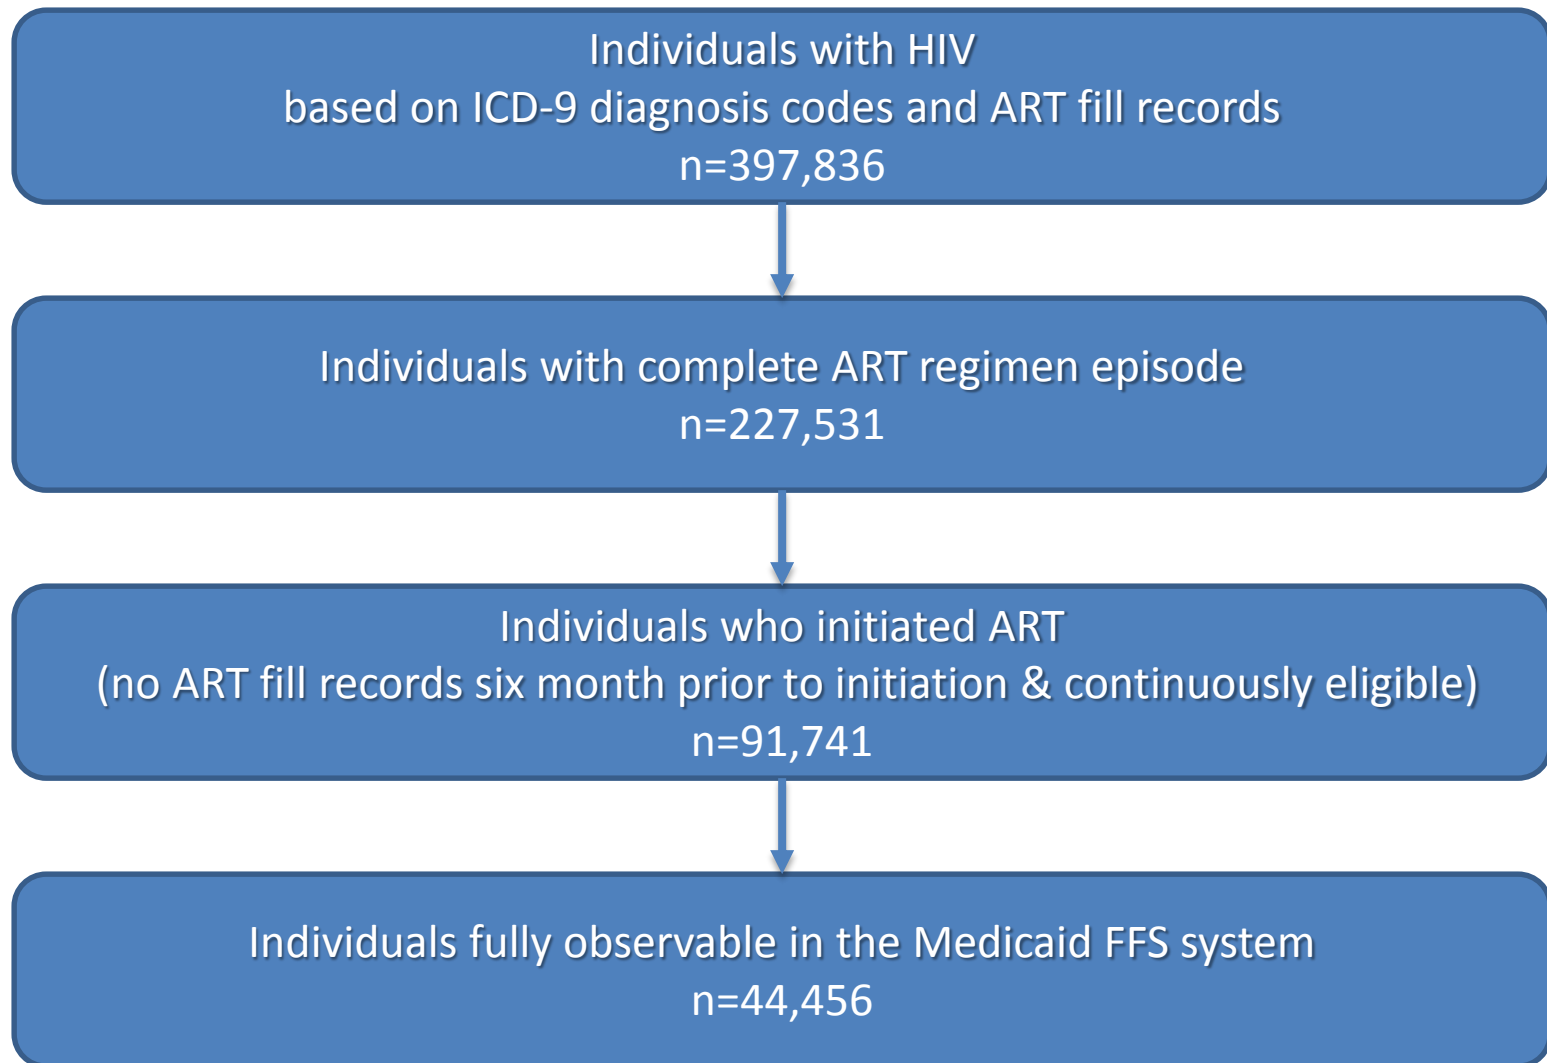 Individuals with HIV
based on ICD-9 diagnosis codes and ART fill records
n=397,836
Individuals with complete ART regimen episode
n=227,531
Individuals who initiated ART
(no ART fill records six month prior to initiation & continuously eligible)
n=91,741
Individuals fully observable in the Medicaid FFS system
n=44,456